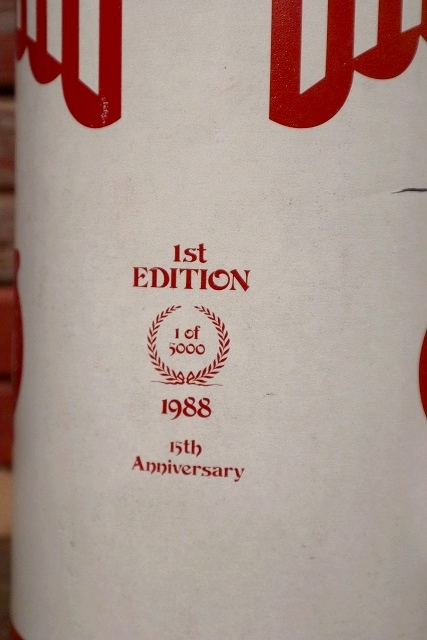 1st
EDITION
1 of
5000
1988
15th
Anniversary